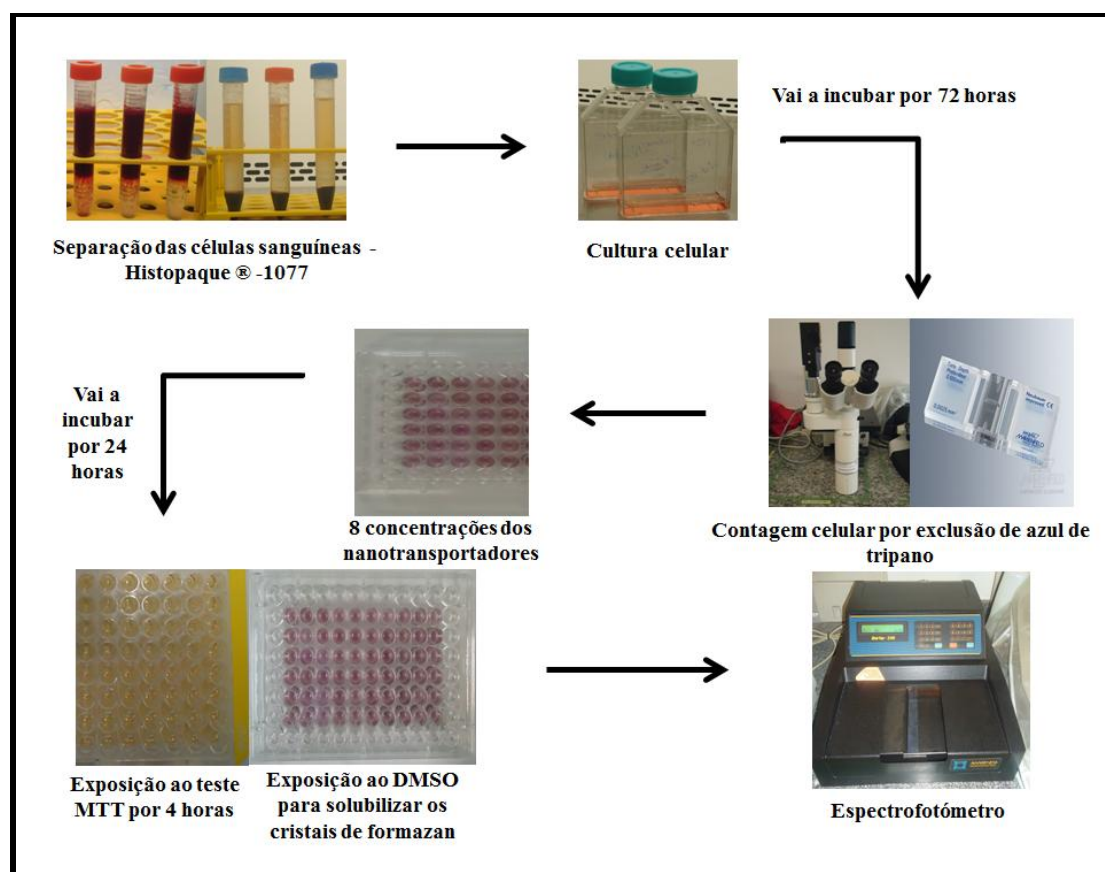 Vai a incubar por 72 horas
Separação das células sanguíneas -
Histopaque ® -1077
Cultura celular
Vai a
incubar
por 24
horas
8 concentrações dos
nanotransportadores
Contagem celular por exclusão de azul de
tripano
Exposição ao teste
MTT por 4 horas
Exposição ao DMSO
para solubilizar os
cristais de formazan
Espectrofotómetro